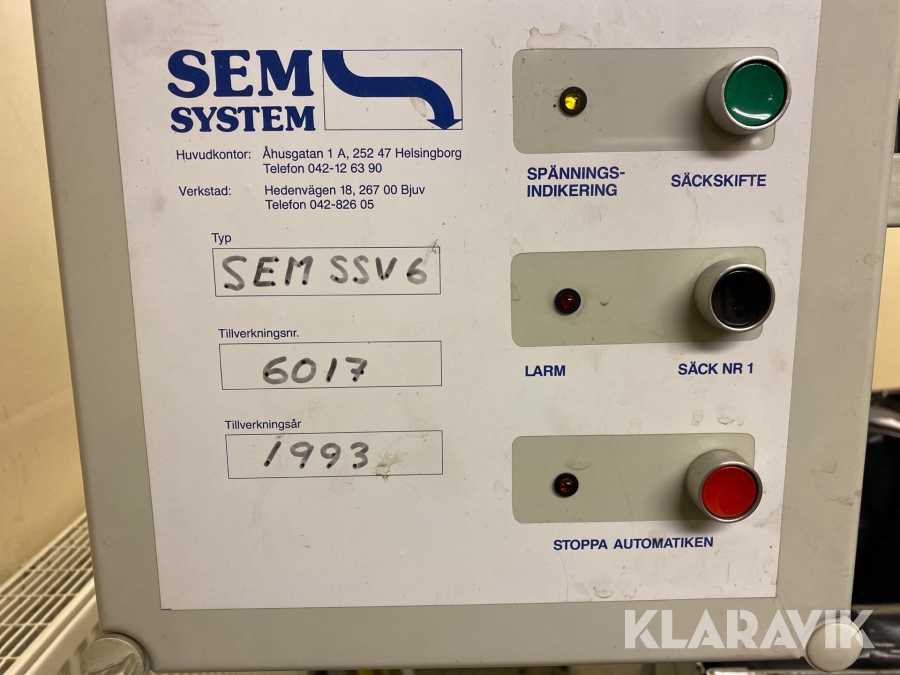 SEM
SYSTEM
Huvudkontor: Åhusgatan 1 A, 252 47 Helsingborg
Telefon 042-12 63 90
Verkstad: Hedenvägen 18, 267 00 Bjuv
Telefon 042-826 05
Typ
SEM SSV 6
Tillverkningsnr.
6017
Tillverkningsår
1993
SPÄNNINGS-
INDIKERING
SÄCKSKIFTE
LARM
SÄCK NR 1
STOPPA AUTOMATIKEN
KLARAVIK